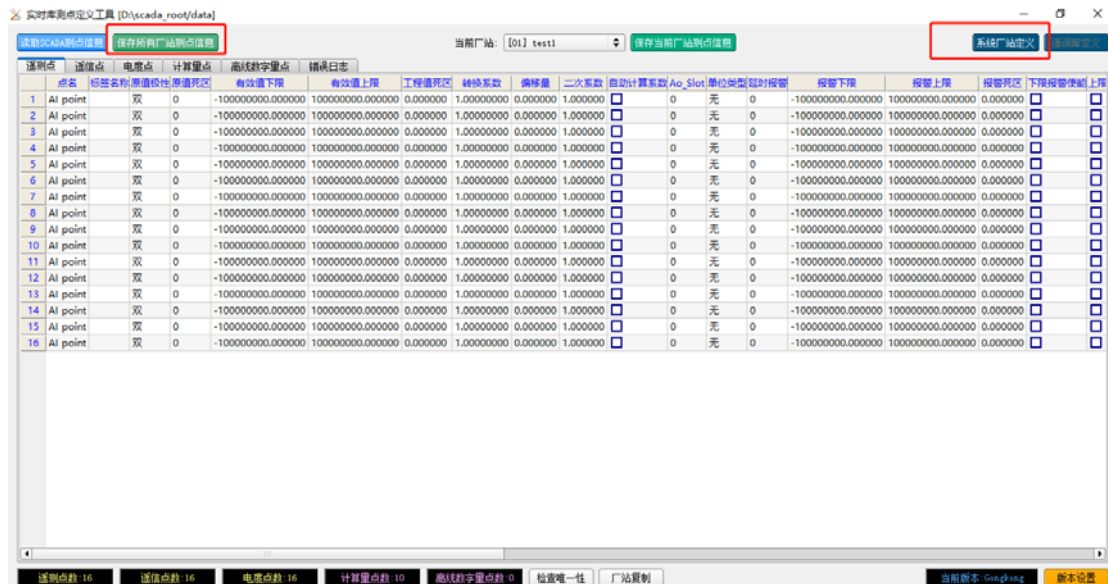 实时库测点定义工具 [D:\scada_root/data]
读取SCADA测点信息 保存所有厂站测点信息 当前厂站: [01] test1 保存当前厂站测点信息 系统厂站定义
遥测点 遥信点 电度点 计算量点 离线数字量点 错误日志
点名 标签名称 原值极性 原值死区 有效值下限 有效值上限 工程值死区 转换系数 偏移量 二次系数 自动计算系数 Ao_Slot 单位类型 延时报警 报警下限 报警上限 报警死区 下限报警使能 上限
1 AI point 双 0 -100000000.000000 100000000.000000 0.000000 1.00000000 0.000000 1.000000 0 无 0 -100000000.000000 100000000.000000 0.000000
2 AI point 双 0 -100000000.000000 100000000.000000 0.000000 1.00000000 0.000000 1.000000 0 无 0 -100000000.000000 100000000.000000 0.000000
3 AI point 双 0 -100000000.000000 100000000.000000 0.000000 1.00000000 0.000000 1.000000 0 无 0 -100000000.000000 100000000.000000 0.000000
4 AI point 双 0 -100000000.000000 100000000.000000 0.000000 1.00000000 0.000000 1.000000 0 无 0 -100000000.000000 100000000.000000 0.000000
5 AI point 双 0 -100000000.000000 100000000.000000 0.000000 1.00000000 0.000000 1.000000 0 无 0 -100000000.000000 100000000.000000 0.000000
6 AI point 双 0 -100000000.000000 100000000.000000 0.000000 1.00000000 0.000000 1.000000 0 无 0 -100000000.000000 100000000.000000 0.000000
7 AI point 双 0 -100000000.000000 100000000.000000 0.000000 1.00000000 0.000000 1.000000 0 无 0 -100000000.000000 100000000.000000 0.000000
8 AI point 双 0 -100000000.000000 100000000.000000 0.000000 1.00000000 0.000000 1.000000 0 无 0 -100000000.000000 100000000.000000 0.000000
9 AI point 双 0 -100000000.000000 100000000.000000 0.000000 1.00000000 0.000000 1.000000 0 无 0 -100000000.000000 100000000.000000 0.000000
10 AI point 双 0 -100000000.000000 100000000.000000 0.000000 1.00000000 0.000000 1.000000 0 无 0 -100000000.000000 100000000.000000 0.000000
11 AI point 双 0 -100000000.000000 100000000.000000 0.000000 1.00000000 0.000000 1.000000 0 无 0 -100000000.000000 100000000.000000 0.000000
12 AI point 双 0 -100000000.000000 100000000.000000 0.000000 1.00000000 0.000000 1.000000 0 无 0 -100000000.000000 100000000.000000 0.000000
13 AI point 双 0 -100000000.000000 100000000.000000 0.000000 1.00000000 0.000000 1.000000 0 无 0 -100000000.000000 100000000.000000 0.000000
14 AI point 双 0 -100000000.000000 100000000.000000 0.000000 1.00000000 0.000000 1.000000 0 无 0 -100000000.000000 100000000.000000 0.000000
15 AI point 双 0 -100000000.000000 100000000.000000 0.000000 1.00000000 0.000000 1.000000 0 无 0 -100000000.000000 100000000.000000 0.000000
16 AI point 双 0 -100000000.000000 100000000.000000 0.000000 1.00000000 0.000000 1.000000 0 无 0 -100000000.000000 100000000.000000 0.000000
遥测点数:16 遥信点数:16 电度点数:16 计算量点数:10 离线数字量点数:0 检查唯一性 厂站复制 当前版本:Gongkong 版本设置